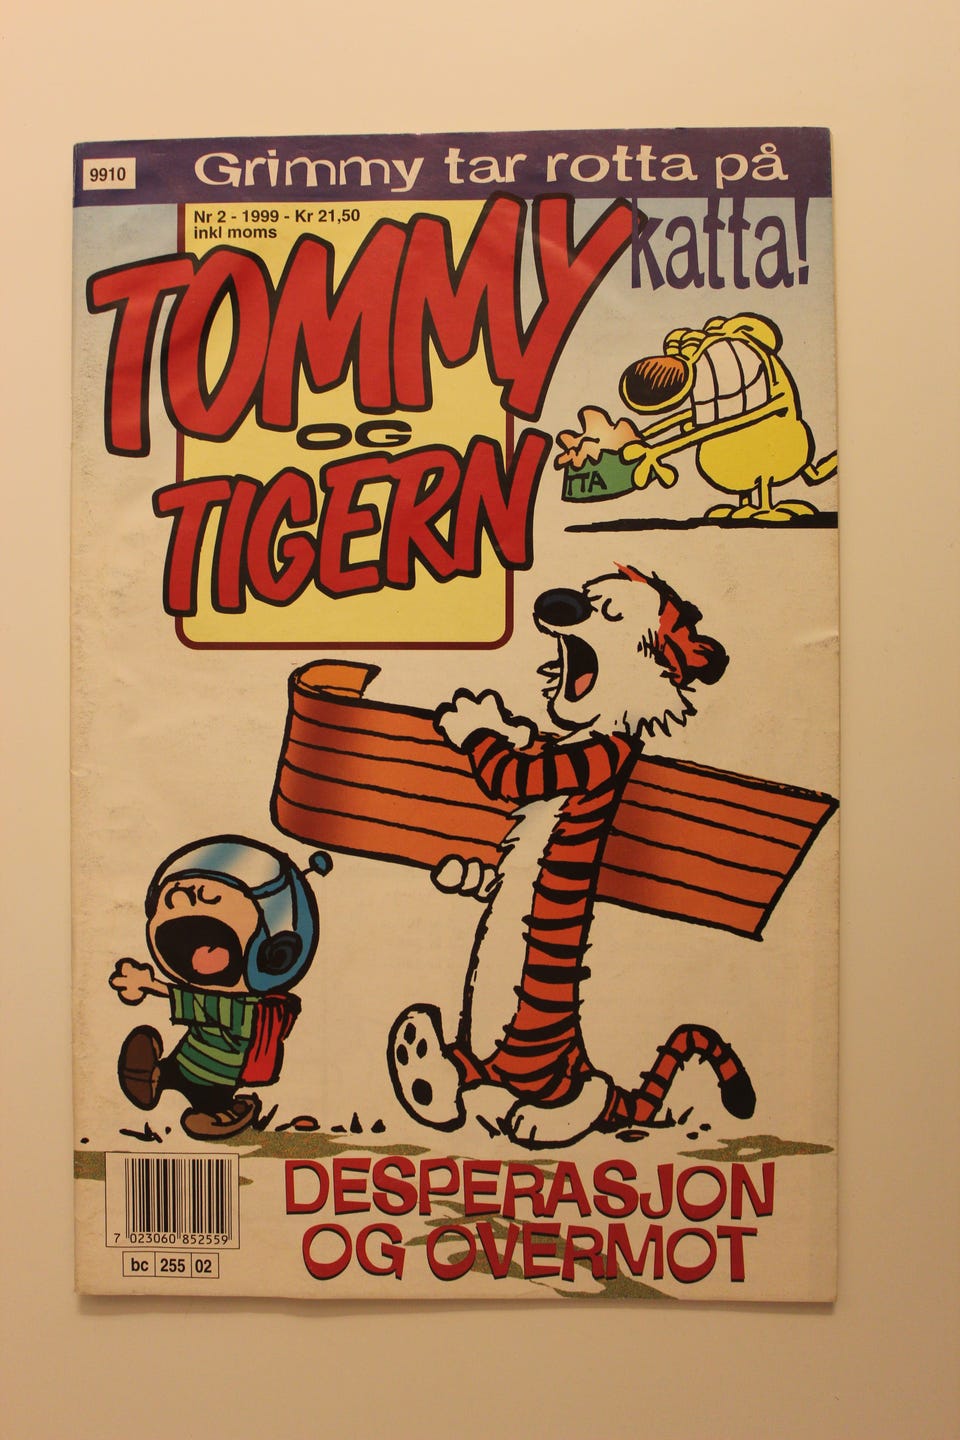 9910
Grimmy tar rotta på
katta!
Nr 2 - 1999 - Kr 21,50
inkl moms
TOMMY
OG
TIGERN
TTA
DESPERASJON
OG OVERMOT
7 023060 852559
bc 255 02